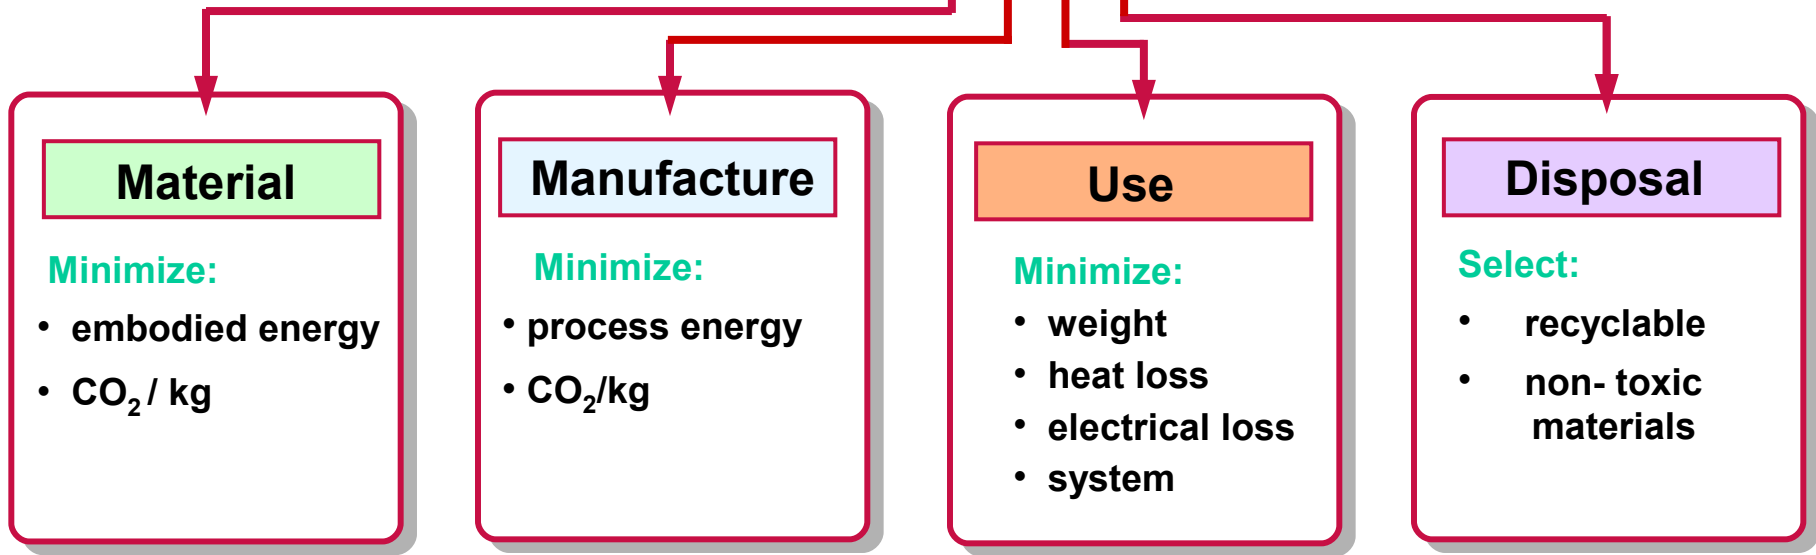 Material
Minimize:
• embodied energy
• CO₂ / kg
Manufacture
Minimize:
• process energy
• CO₂/kg
Use
Minimize:
• weight
• heat loss
• electrical loss
• system
Disposal
Select:
• recyclable
• non- toxic
materials